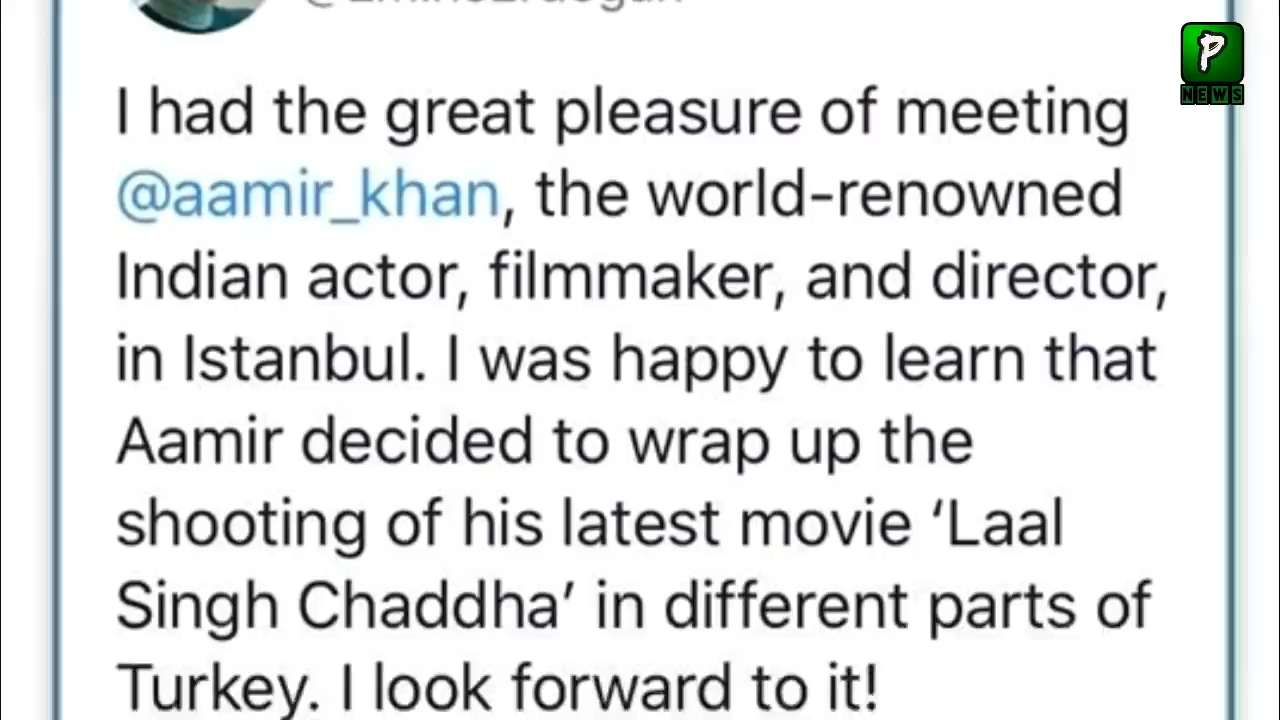 P
NEWS
I had the great pleasure of meeting
@aamir_khan, the world-renowned
Indian actor, filmmaker, and director,
in Istanbul. I was happy to learn that
Aamir decided to wrap up the
shooting of his latest movie ‘Laal
Singh Chaddha’ in different parts of
Turkey. I look forward to it!